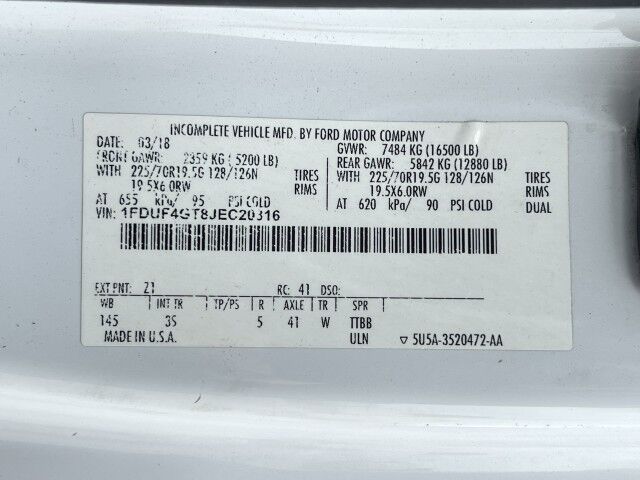 INCOMPLETE VEHICLE MFD. BY FORD MOTOR COMPANY
DATE: 03/18 GVWR: 7484 KG (16500 LB)
FRONT GAWR: 2359 KG (5200 LB) REAR GAWR: 5842 KG (12880 LB)
WITH 225/70R19.5G 128/126N TIRES WITH 225/70R19.5G 128/126N TIRES
19.5X6.0RW RIMS 19.5X6.0RW RIMS
AT 655 kPa/ 95 PSI COLD AT 620 kPa/ 90 PSI COLD DUAL
VIN: 1FDUF4GT8JEC20316
EXT PNT: Z1 RC: 41 DSO:
WB INT TR TP/PS R AXLE TR SPR
145 3S 5 41 W TTBB
MADE IN U.S.A. ULN ▽ 5U5A-3520472-AA